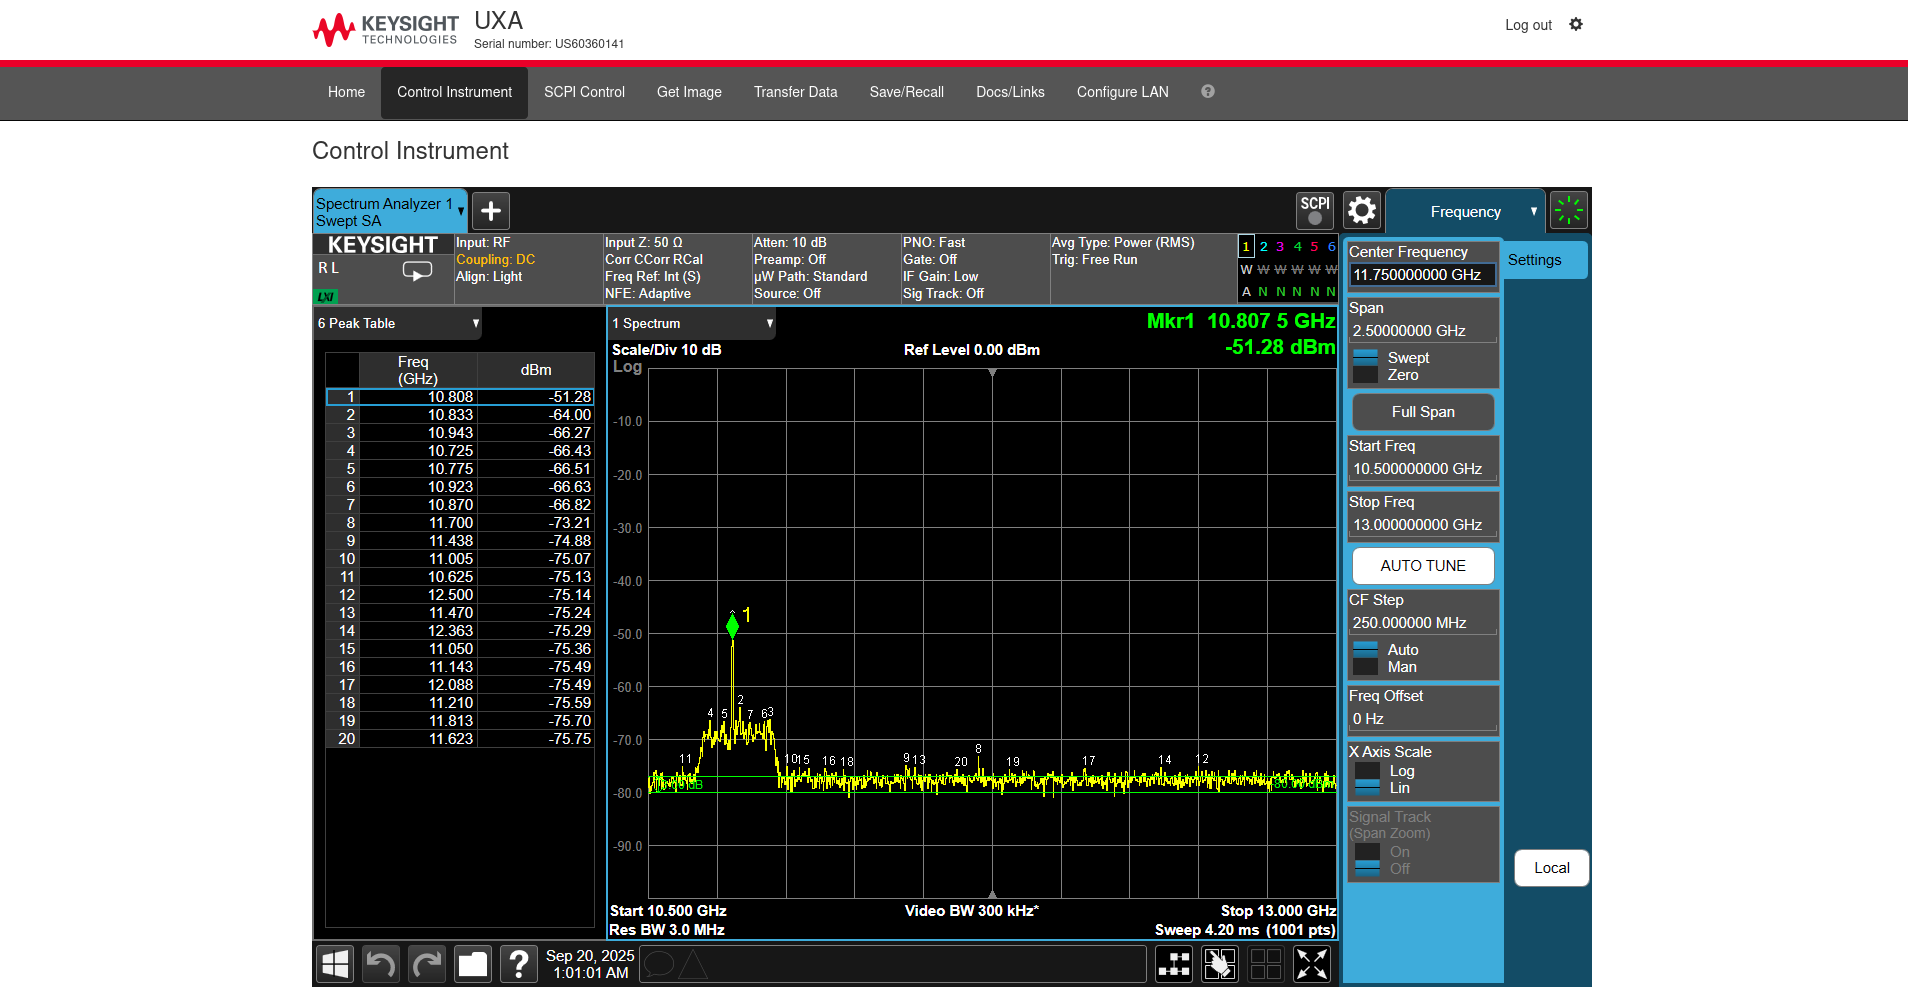 KEYSIGHT
TECHNOLOGIES
UXA
Serial number: US60360141
Log out
Home
Control Instrument
SCPI Control
Get Image
Transfer Data
Save/Recall
Docs/Links
Configure LAN
?
Control Instrument
Spectrum Analyzer 1
Swept SA
SCPI
Frequency
KEYSIGHT
R L
LXI
Input: RF
Coupling: DC
Align: Light
Input Z: 50 Ω
Corr CCorr RCal
Freq Ref: Int (S)
NFE: Adaptive
Atten: 10 dB
Preamp: Off
µW Path: Standard
Source: Off
PNO: Fast
Gate: Off
IF Gain: Low
Sig Track: Off
Avg Type: Power (RMS)
Trig: Free Run
1 2 3 4 5 6
W W W W W W
A N N N N N
6 Peak Table
Freq
(GHz)
dBm
1 10.808 -51.28
2 10.833 -64.00
3 10.943 -66.27
4 10.725 -66.43
5 10.775 -66.51
6 10.923 -66.63
7 10.870 -66.82
8 11.700 -73.21
9 11.438 -74.88
10 11.005 -75.07
11 10.625 -75.13
12 12.500 -75.14
13 11.470 -75.24
14 12.363 -75.29
15 11.050 -75.36
16 11.143 -75.49
17 12.088 -75.49
18 11.210 -75.59
19 11.813 -75.70
20 11.623 -75.75
1 Spectrum
Mkr1 10.807 5 GHz
-51.28 dBm
Scale/Div 10 dB
Ref Level 0.00 dBm
Log
-10.0
-20.0
-30.0
-40.0
-50.0
-60.0
-70.0
-80.0
-90.0
1
2
4 5 7 6 3
11 10 15 16 18 9 13 20 8 19 17 14 12
Start 10.500 GHz
Video BW 300 kHz*
Stop 13.000 GHz
Res BW 3.0 MHz
Sweep 4.20 ms (1001 pts)
Center Frequency
11.750000000 GHz
Settings
Span
2.50000000 GHz
Swept
Zero
Full Span
Start Freq
10.500000000 GHz
Stop Freq
13.000000000 GHz
AUTO TUNE
CF Step
250.000000 MHz
Auto
Man
Freq Offset
0 Hz
X Axis Scale
Log
Lin
Signal Track
(Span Zoom)
On
Off
Local
?
Sep 20, 2025
1:01:01 AM